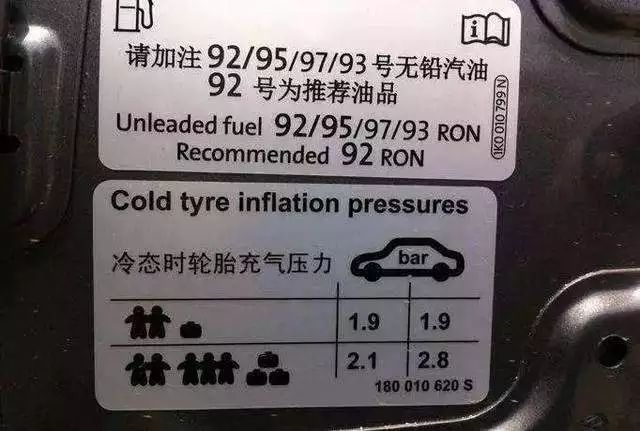 请加注 92/95/97/93 号无铅汽油
92 号为推荐油品
Unleaded fuel 92/95/97/93 RON
Recommended 92 RON
1K0 010 799 N
Cold tyre inflation pressures
冷态时轮胎充气压力
bar
1.9 1.9
2.1 2.8
180 010 620 S